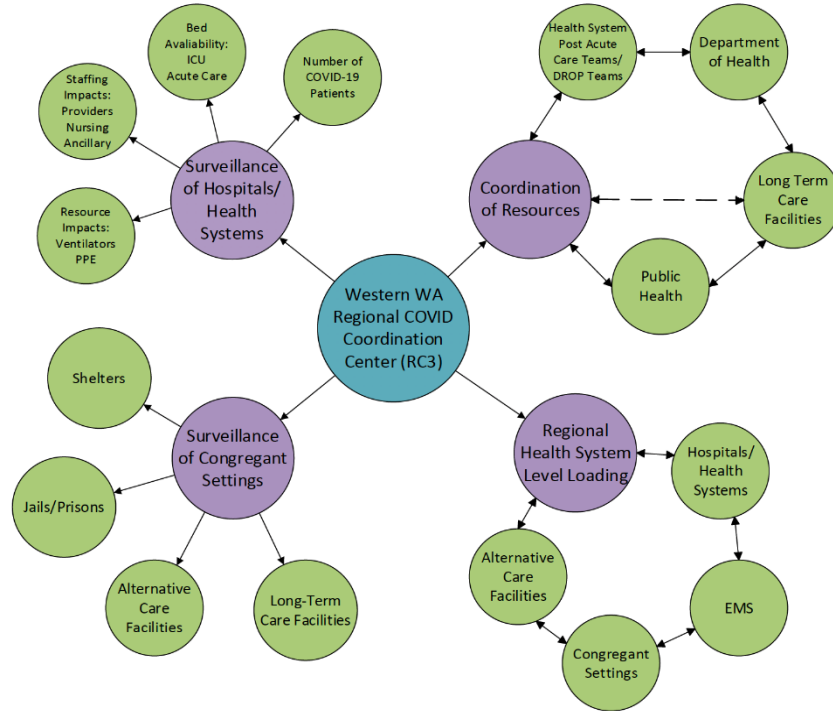 Bed
Avaliability:
ICU
Acute Care
Number of
COVID-19
Patients
Staffing
Impacts:
Providers
Nursing
Ancillary
Resource
Impacts:
Ventilators
PPE
Surveillance
of Hospitals/
Health
Systems
Health System
Post Acute
Care Teams/
DROP Teams
Department
of Health
Coordination
of Resources
Long Term
Care
Facilities
Public
Health
Western WA
Regional COVID
Coordination
Center (RC3)
Shelters
Surveillance
of Congregant
Settings
Jails/Prisons
Alternative
Care
Facilities
Long-Term
Care Facilities
Regional
Health System
Level Loading
Hospitals/
Health
Systems
Alternative
Care
Facilities
EMS
Congregant
Settings